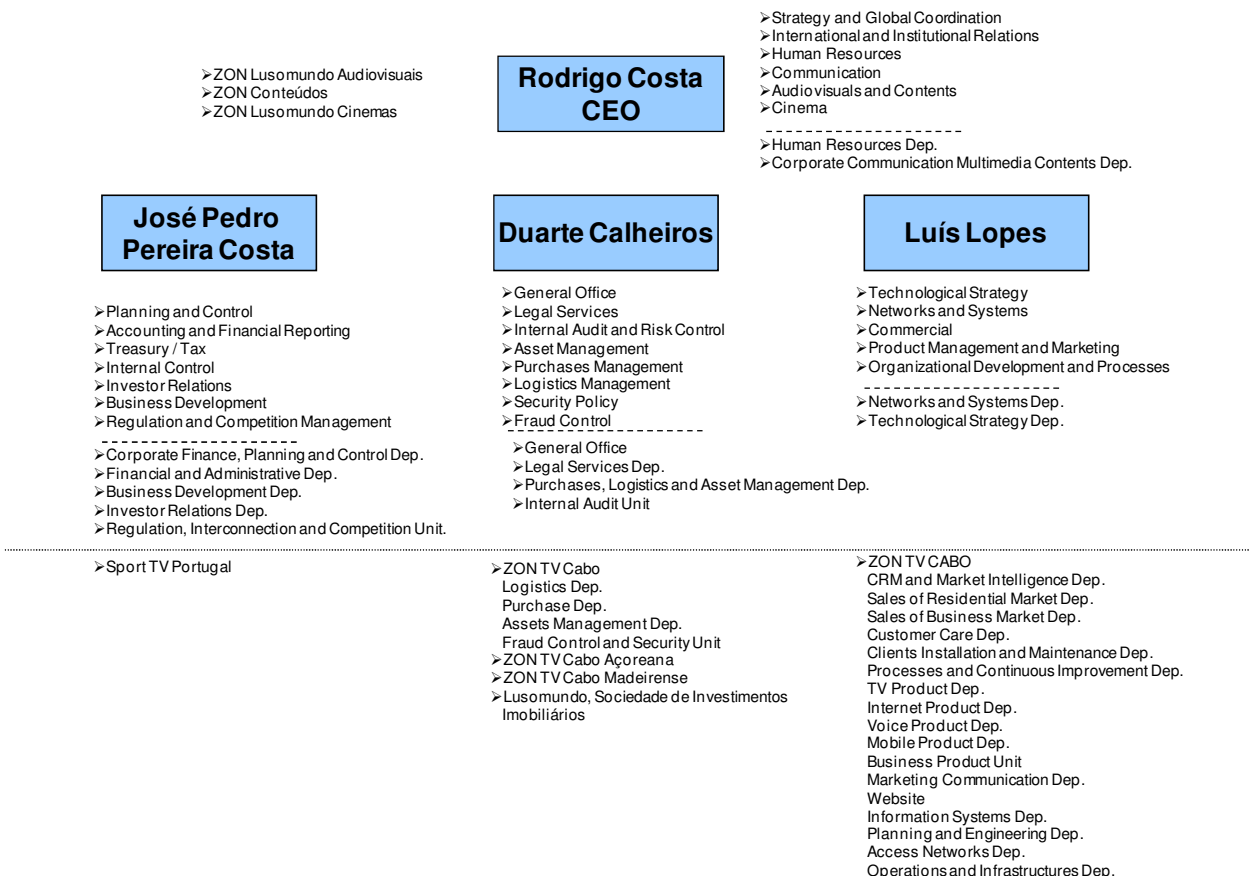 ➢Strategy and Global Coordination
➢International and Institutional Relations
➢Human Resources
➢Communication
➢Audiovisuals and Contents
➢Cinema
➢Human Resources Dep.
➢Corporate Communication Multimedia Contents Dep.
➢ZON Lusomundo Audiovisuais
➢ZON Conteúdos
➢ZON Lusomundo Cinemas
Rodrigo Costa
CEO
José Pedro
Pereira Costa
➢Planning and Control
➢Accounting and Financial Reporting
➢Treasury / Tax
➢Internal Control
➢Investor Relations
➢Business Development
➢Regulation and Competition Management
➢Corporate Finance, Planning and Control Dep.
➢Financial and Administrative Dep.
➢Business Development Dep.
➢Investor Relations Dep.
➢Regulation, Interconnection and Competition Unit.
➢Sport TV Portugal
Duarte Calheiros
➢General Office
➢Legal Services
➢Internal Audit and Risk Control
➢Asset Management
➢Purchases Management
➢Logistics Management
➢Security Policy
➢Fraud Control
➢General Office
➢Legal Services Dep.
➢Purchases, Logistics and Asset Management Dep.
➢Internal Audit Unit
➢ZON TV Cabo
Logistics Dep.
Purchase Dep.
Assets Management Dep.
Fraud Control and Security Unit
➢ZON TV Cabo Açoreana
➢ZON TV Cabo Madeirense
➢Lusomundo, Sociedade de Investimentos
Imobiliários
Luís Lopes
➢Technological Strategy
➢Networks and Systems
➢Commercial
➢Product Management and Marketing
➢Organizational Development and Processes
➢Networks and Systems Dep.
➢Technological Strategy Dep.
➢ZON TV CABO
CRM and Market Intelligence Dep.
Sales of Residential Market Dep.
Sales of Business Market Dep.
Customer Care Dep.
Clients Installation and Maintenance Dep.
Processes and Continuous Improvement Dep.
TV Product Dep.
Internet Product Dep.
Voice Product Dep.
Mobile Product Dep.
Business Product Unit
Marketing Communication Dep.
Website
Information Systems Dep.
Planning and Engineering Dep.
Access Networks Dep.
Operations and Infrastructures Dep.